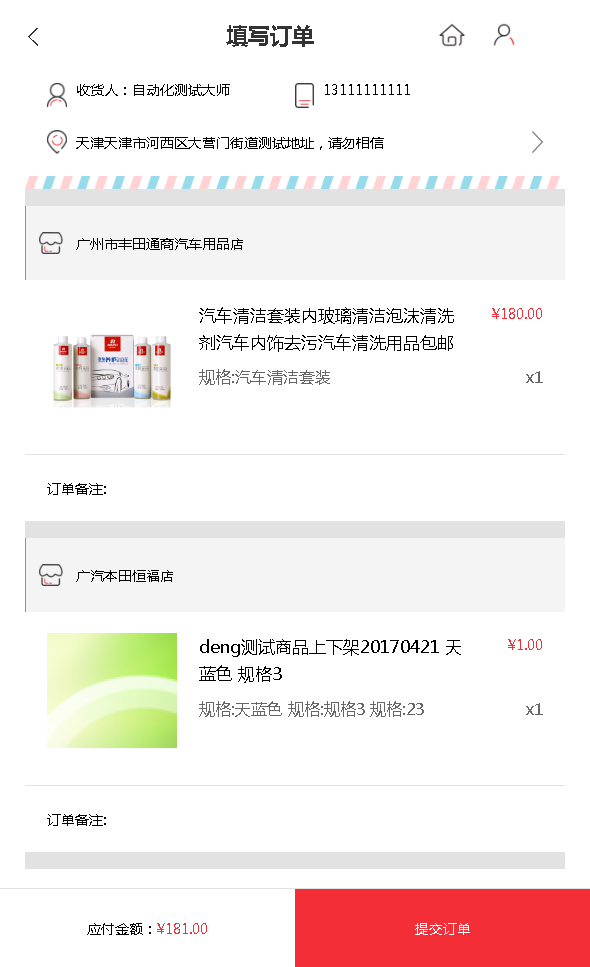 填写订单
收货人：自动化测试大师
13111111111
天津天津市河西区大营门街道测试地址，请勿相信
广州市丰田通商汽车用品店
汽车清洁套装内玻璃清洁泡沫清洗
¥180.00
剂汽车内饰去污汽车清洗用品包邮
规格:汽车清洁套装
x1
订单备注:
广汽本田恒福店
deng测试商品上下架20170421 天
¥1.00
蓝色 规格3
规格:天蓝色 规格:规格3 规格:23
x1
订单备注:
应付金额：¥181.00
提交订单